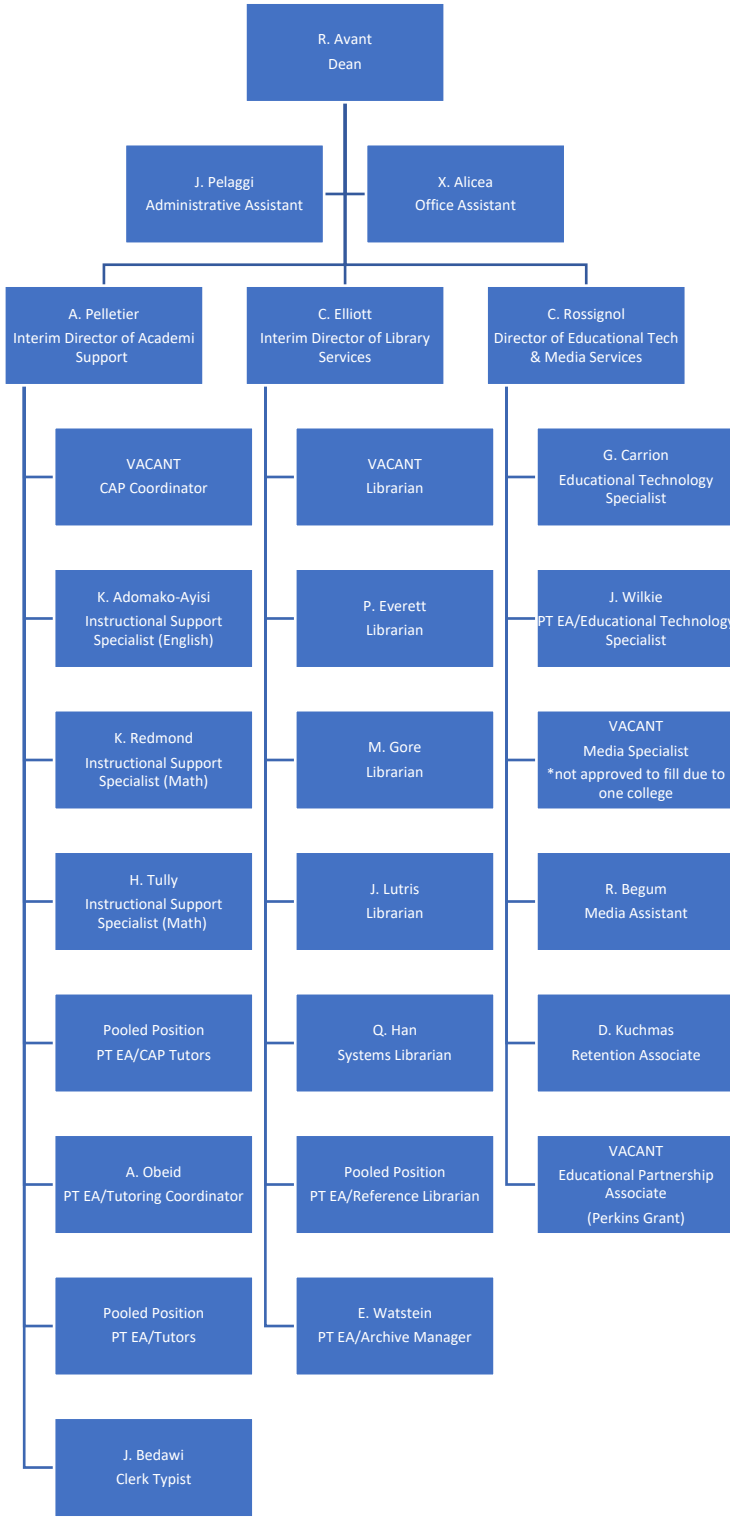 R. Avant
Dean
J. Pelaggi
Administrative Assistant
X. Alicea
Office Assistant
A. Pelletier
Interim Director of Academi
Support
C. Elliott
Interim Director of Library
Services
C. Rossignol
Director of Educational Tech
& Media Services
VACANT
CAP Coordinator
K. Adomako-Ayisi
Instructional Support
Specialist (English)
K. Redmond
Instructional Support
Specialist (Math)
H. Tully
Instructional Support
Specialist (Math)
Pooled Position
PT EA/CAP Tutors
A. Obeid
PT EA/Tutoring Coordinator
Pooled Position
PT EA/Tutors
J. Bedawi
Clerk Typist
VACANT
Librarian
P. Everett
Librarian
M. Gore
Librarian
J. Lutris
Librarian
Q. Han
Systems Librarian
Pooled Position
PT EA/Reference Librarian
E. Watstein
PT EA/Archive Manager
G. Carrion
Educational Technology
Specialist
J. Wilkie
PT EA/Educational Technology
Specialist
VACANT
Media Specialist
*not approved to fill due to
one college
R. Begum
Media Assistant
D. Kuchmas
Retention Associate
VACANT
Educational Partnership
Associate
(Perkins Grant)